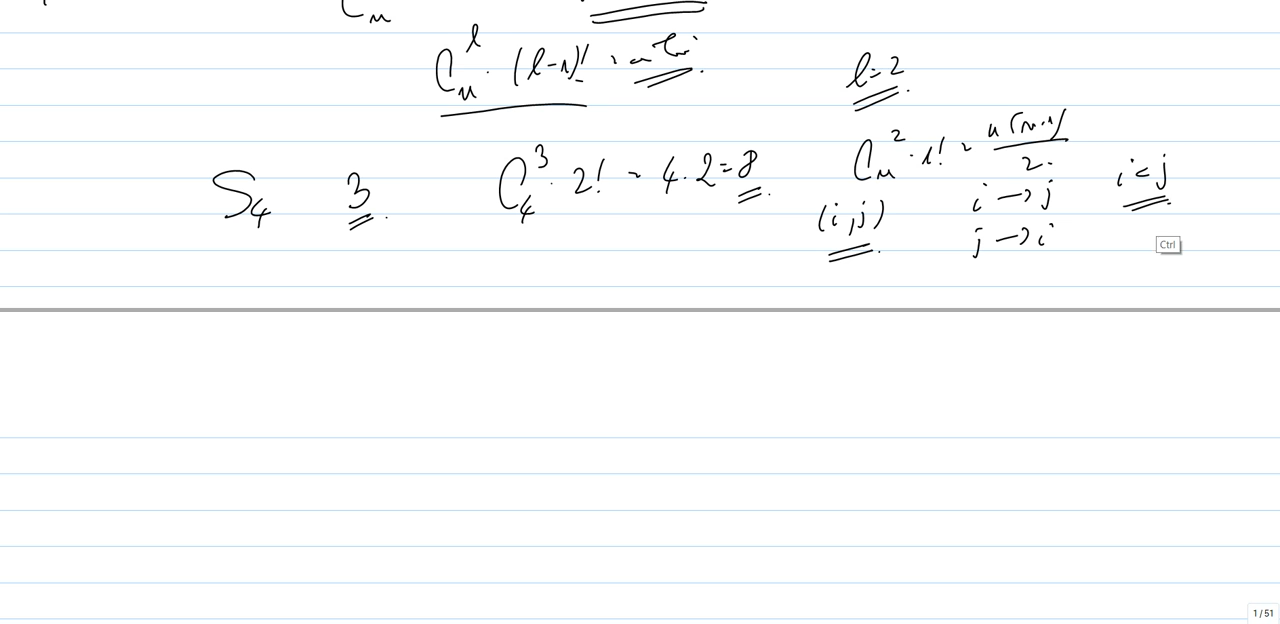 C_n
C_n^l · (l-1)!
l=2
C_n^2 · 1! = n(n-1)/2
S_4 3 C_4^3 · 2! = 4·2=8
(i,j) i → j i<j
j → i
Ctrl
1 / 51